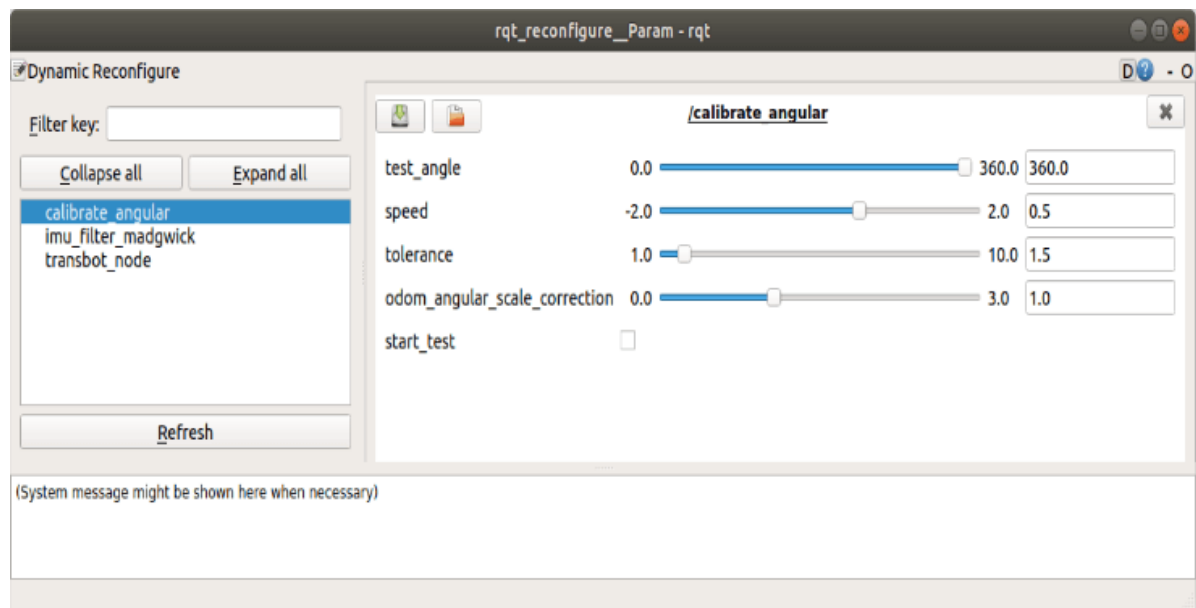 rqt_reconfigure__Param - rqt
Dynamic Reconfigure
D? - O
Filter key:
Collapse all Expand all
calibrate_angular
imu_filter_madgwick
transbot_node
Refresh
/calibrate_angular
test_angle 0.0 360.0 360.0
speed -2.0 2.0 0.5
tolerance 1.0 10.0 1.5
odom_angular_scale_correction 0.0 3.0 1.0
start_test
(System message might be shown here when necessary)